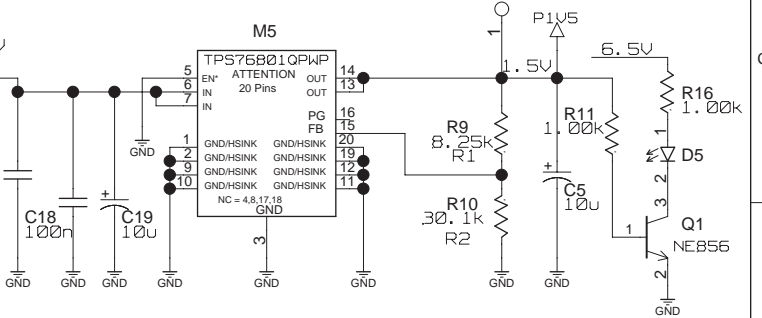 M5
TPS76801QPWP
ATTENTION
20 Pins
5 EN*
6 IN
7 IN
OUT 14
OUT 13
PG 16
FB 15
1 GND/HSINK GND/HSINK 20
2 GND/HSINK GND/HSINK 19
9 GND/HSINK GND/HSINK 12
10 GND/HSINK GND/HSINK 11
NC = 4,8,17,18
GND
3
GND
C18
100n
+
C19
10u
GND
GND
GND
GND
GND
GND
1
P1V5
1.5V
6.5V
R9
8.25k
R1
R10
30.1k
R2
R11
1.00k
+
C5
10u
R16
1.00k
1
D5
2
3
1
Q1
NE856
2
GND
GND
GND